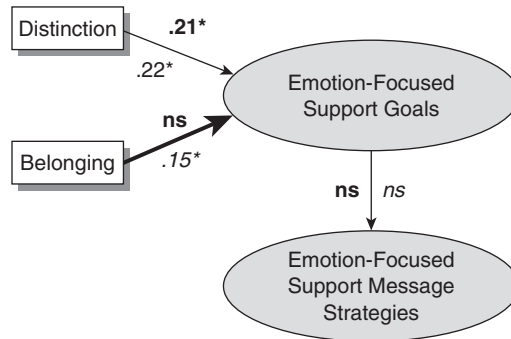 Distinction
.21*
.22*
Emotion-Focused
Support Goals
ns
Belonging
.15*
ns ns
Emotion-Focused
Support Message
Strategies